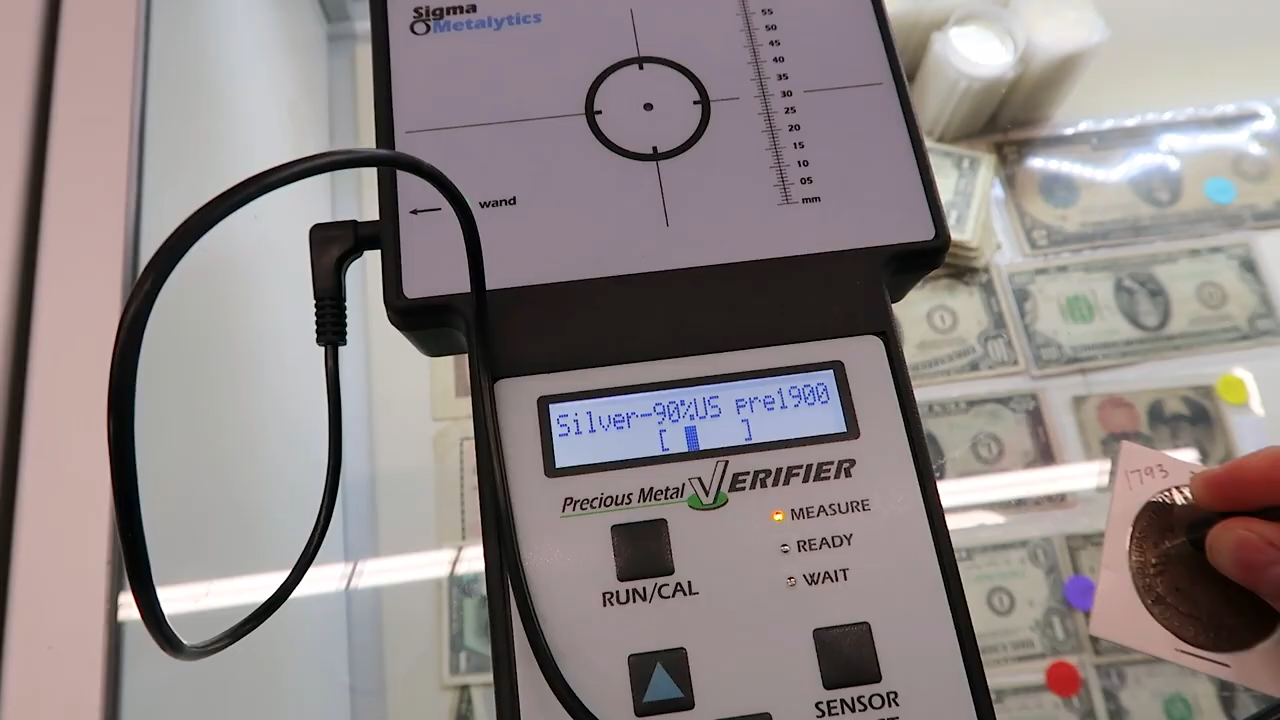 Sigma
Metalytics
55
50
45
40
35
30
25
20
15
10
05
mm
wand
Silver-90%US pre1900
[ ]
Precious Metal VERIFIER
MEASURE
READY
WAIT
RUN/CAL
SENSOR
1793